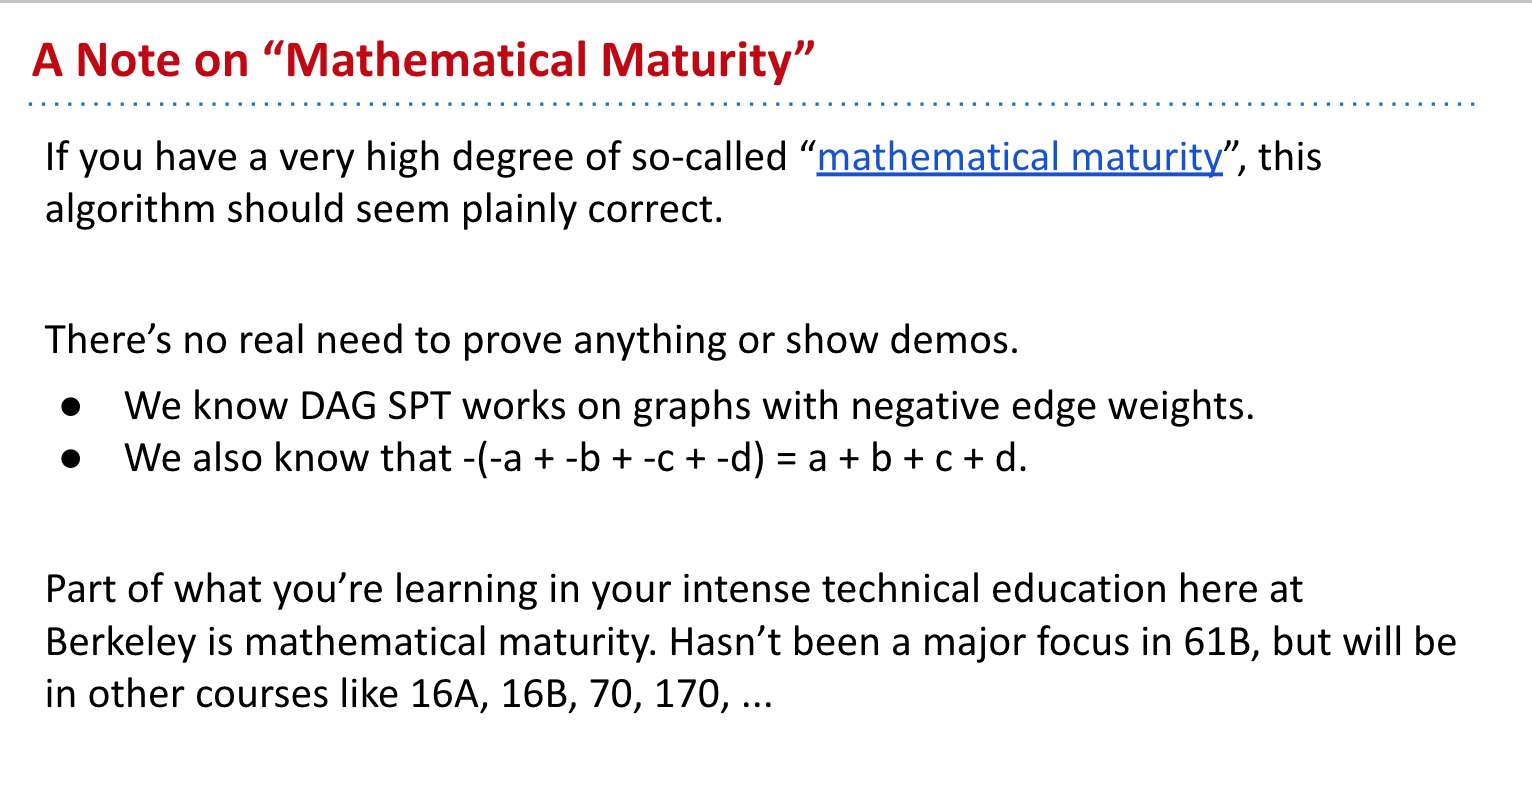 A Note on “Mathematical Maturity”
If you have a very high degree of so-called “mathematical maturity”, this
algorithm should seem plainly correct.
There’s no real need to prove anything or show demos.
● We know DAG SPT works on graphs with negative edge weights.
● We also know that -(-a + -b + -c + -d) = a + b + c + d.
Part of what you’re learning in your intense technical education here at
Berkeley is mathematical maturity. Hasn’t been a major focus in 61B, but will be
in other courses like 16A, 16B, 70, 170, ...